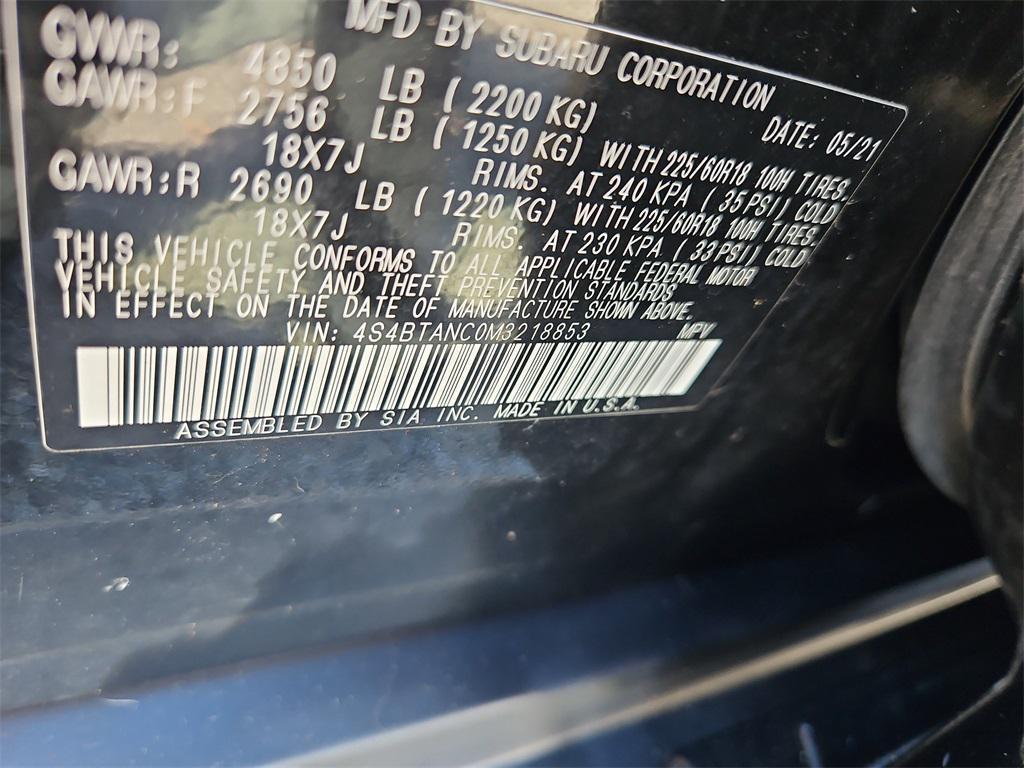 MFD BY SUBARU CORPORATION
DATE: 05/21
GVWR: 4850 LB (2200 KG)
GAWR:F 2756 LB (1250 KG) WITH 225/60R18 100H TIRES.
18X7J RIMS. AT 240 KPA (35 PSI) COLD
GAWR:R 2690 LB (1220 KG) WITH 225/60R18 100H TIRES.
18X7J RIMS. AT 230 KPA (33 PSI) COLD
THIS VEHICLE CONFORMS TO ALL APPLICABLE FEDERAL MOTOR
VEHICLE SAFETY AND THEFT PREVENTION STANDARDS
IN EFFECT ON THE DATE OF MANUFACTURE SHOWN ABOVE.
VIN: 4S4BTANC0M3218853 MPV
ASSEMBLED BY SIA INC. MADE IN U.S.A.